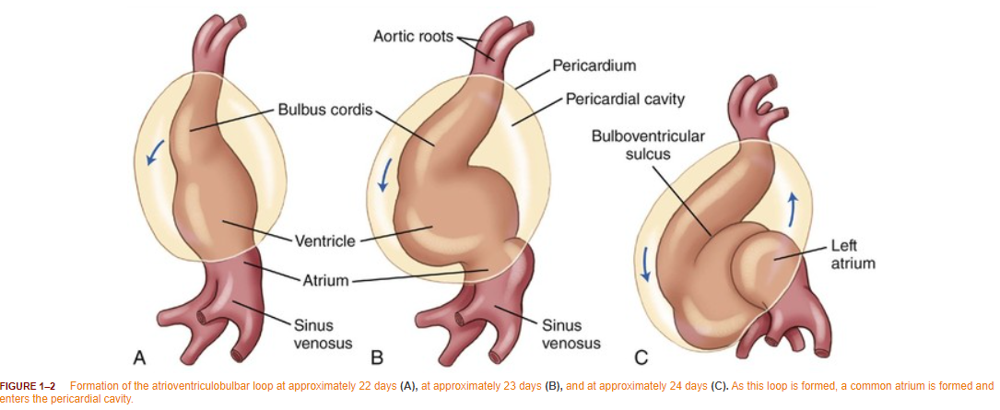 Aortic roots
Pericardium
Pericardial cavity
Bulbus cordis
Bulboventricular
sulcus
Ventricle
Atrium
Left
atrium
Sinus
venosus
Sinus
venosus
A
B
C
FIGURE 1–2 Formation of the atrioventriculobulbar loop at approximately 22 days (A), at approximately 23 days (B), and at approximately 24 days (C). As this loop is formed, a common atrium is formed and
enters the pericardial cavity.